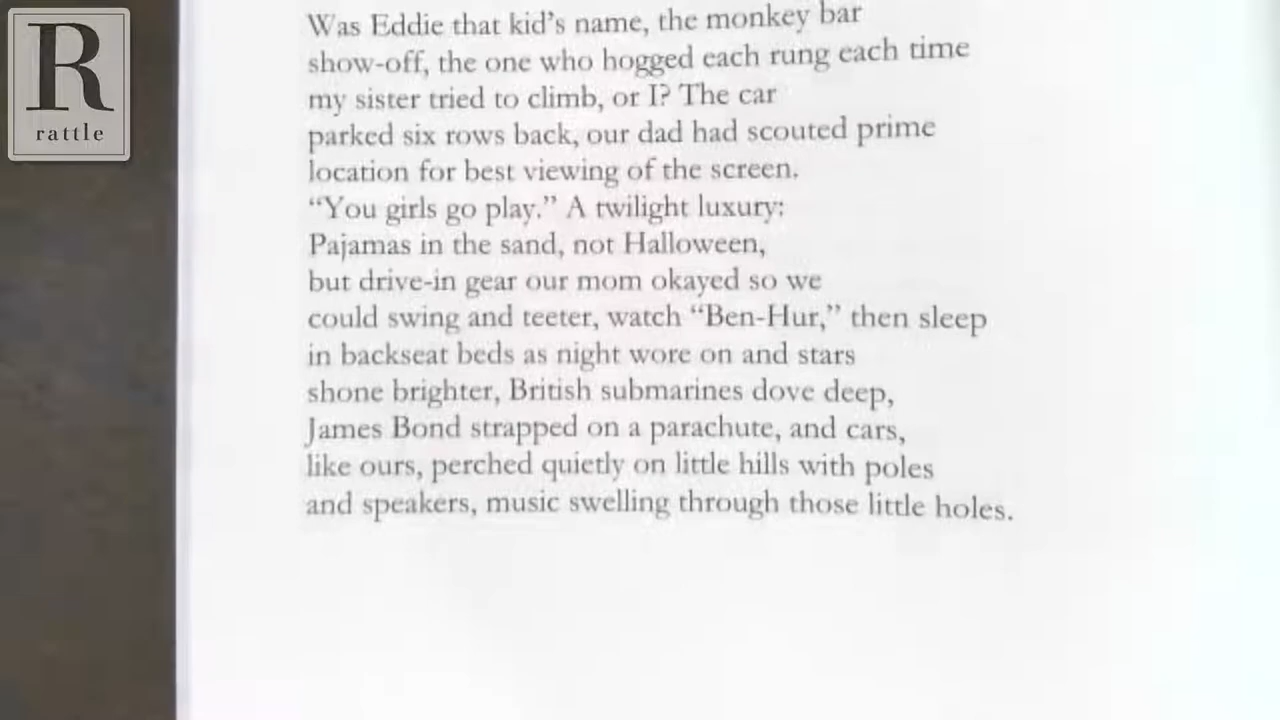 R
rattle
Was Eddie that kid's name, the monkey bar
show-off, the one who hogged each rung each time
my sister tried to climb, or I? The car
parked six rows back, our dad had scouted prime
location for best viewing of the screen.
“You girls go play.” A twilight luxury:
Pajamas in the sand, not Halloween,
but drive-in gear our mom okayed so we
could swing and teeter, watch “Ben-Hur,” then sleep
in backseat beds as night wore on and stars
shone brighter, British submarines dove deep,
James Bond strapped on a parachute, and cars,
like ours, perched quietly on little hills with poles
and speakers, music swelling through those little holes.